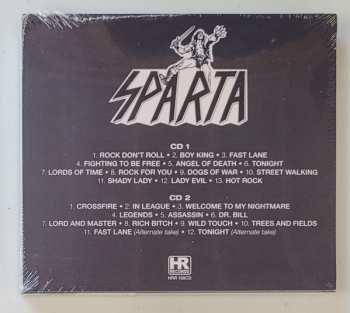 SPARTA
CD 1
1. ROCK DON'T ROLL • 2. BOY KING • 3. FAST LANE
4. FIGHTING TO BE FREE • 5. ANGEL OF DEATH • 6. TONIGHT
7. LORDS OF TIME • 8. ROCK FOR YOU • 9. DOGS OF WAR • 10. STREET WALKING
11. SHADY LADY • 12. LADY EVIL • 13. HOT ROCK
CD 2
1. CROSSFIRE • 2. IN LEAGUE • 3. WELCOME TO MY NIGHTMARE
4. LEGENDS • 5. ASSASSIN • 6. DR. BILL
7. LORD AND MASTER • 8. RICH BITCH • 9. WILD TOUCH • 10. TREES AND FIELDS
11. FAST LANE (Alternate take) • 12. TONIGHT (Alternate take)
HR
RECORDS